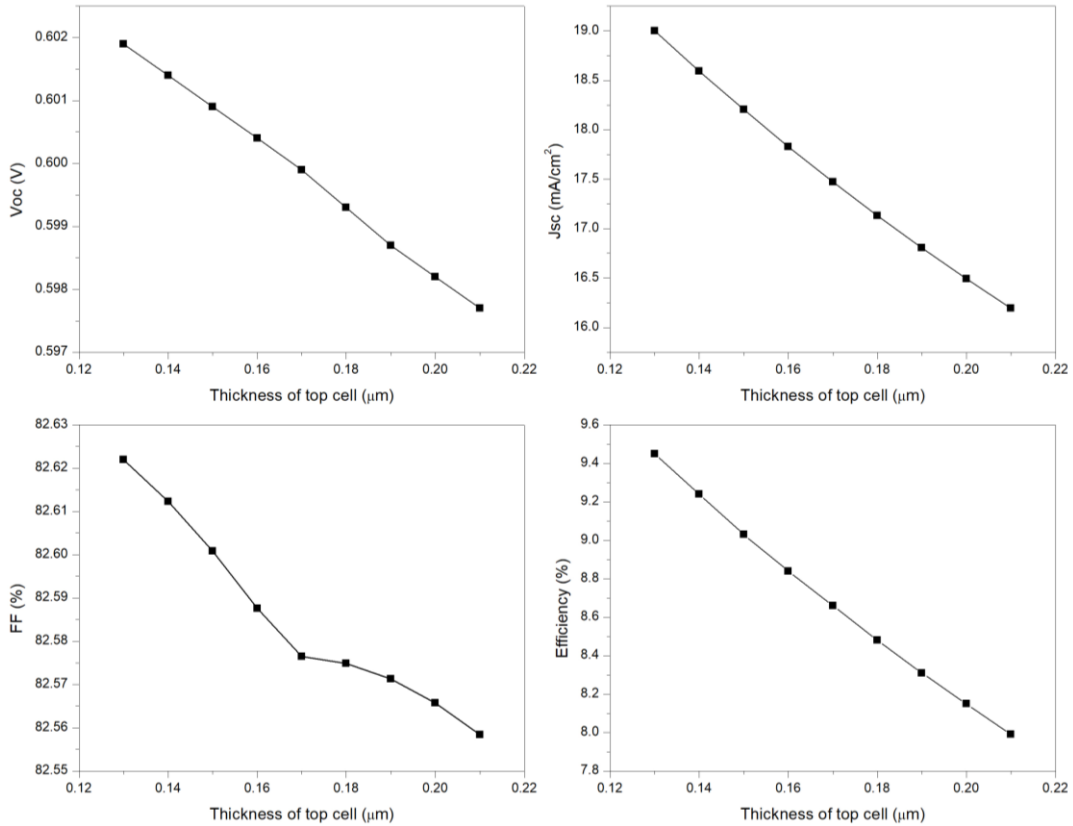 0.602
0.601
0.600
0.599
0.598
0.597
Voc (V)
0.12 0.14 0.16 0.18 0.20 0.22
Thickness of top cell (μm)
19.0
18.5
18.0
17.5
17.0
16.5
16.0
Jsc (mA/cm²)
0.12 0.14 0.16 0.18 0.20 0.22
Thickness of top cell (μm)
82.63
82.62
82.61
82.60
82.59
82.58
82.57
82.56
82.55
FF (%)
0.12 0.14 0.16 0.18 0.20 0.22
Thickness of top cell (μm)
9.6
9.4
9.2
9.0
8.8
8.6
8.4
8.2
8.0
7.8
Efficiency (%)
0.12 0.14 0.16 0.18 0.20 0.22
Thickness of top cell (μm)